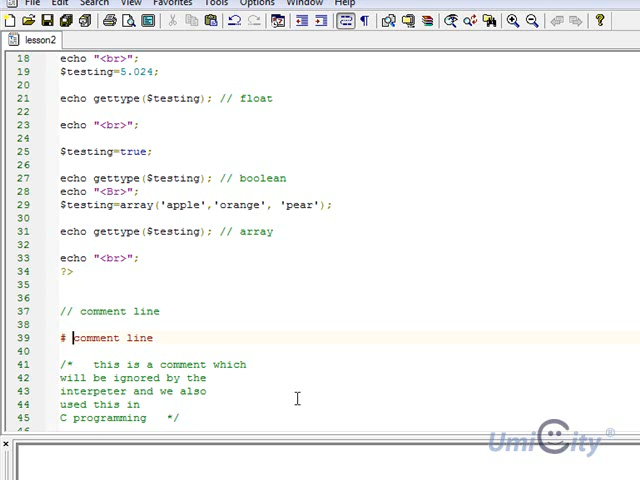 File Edit Search View Favorites Tools Options Window Help
lesson2
18 echo "<br>";
19 $testing=5.024;
20
21 echo gettype($testing); // float
22
23 echo "<br>";
24
25 $testing=true;
26
27 echo gettype($testing); // boolean
28 echo "<Br>";
29 $testing=array('apple','orange', 'pear');
30
31 echo gettype($testing); // array
32
33 echo "<br>";
34 ?>
35
36
37 // comment line
38
39 # comment line
40
41 /* this is a comment which
42 will be ignored by the
43 interpeter and we also
44 used this in
45 C programming */
UmiCity